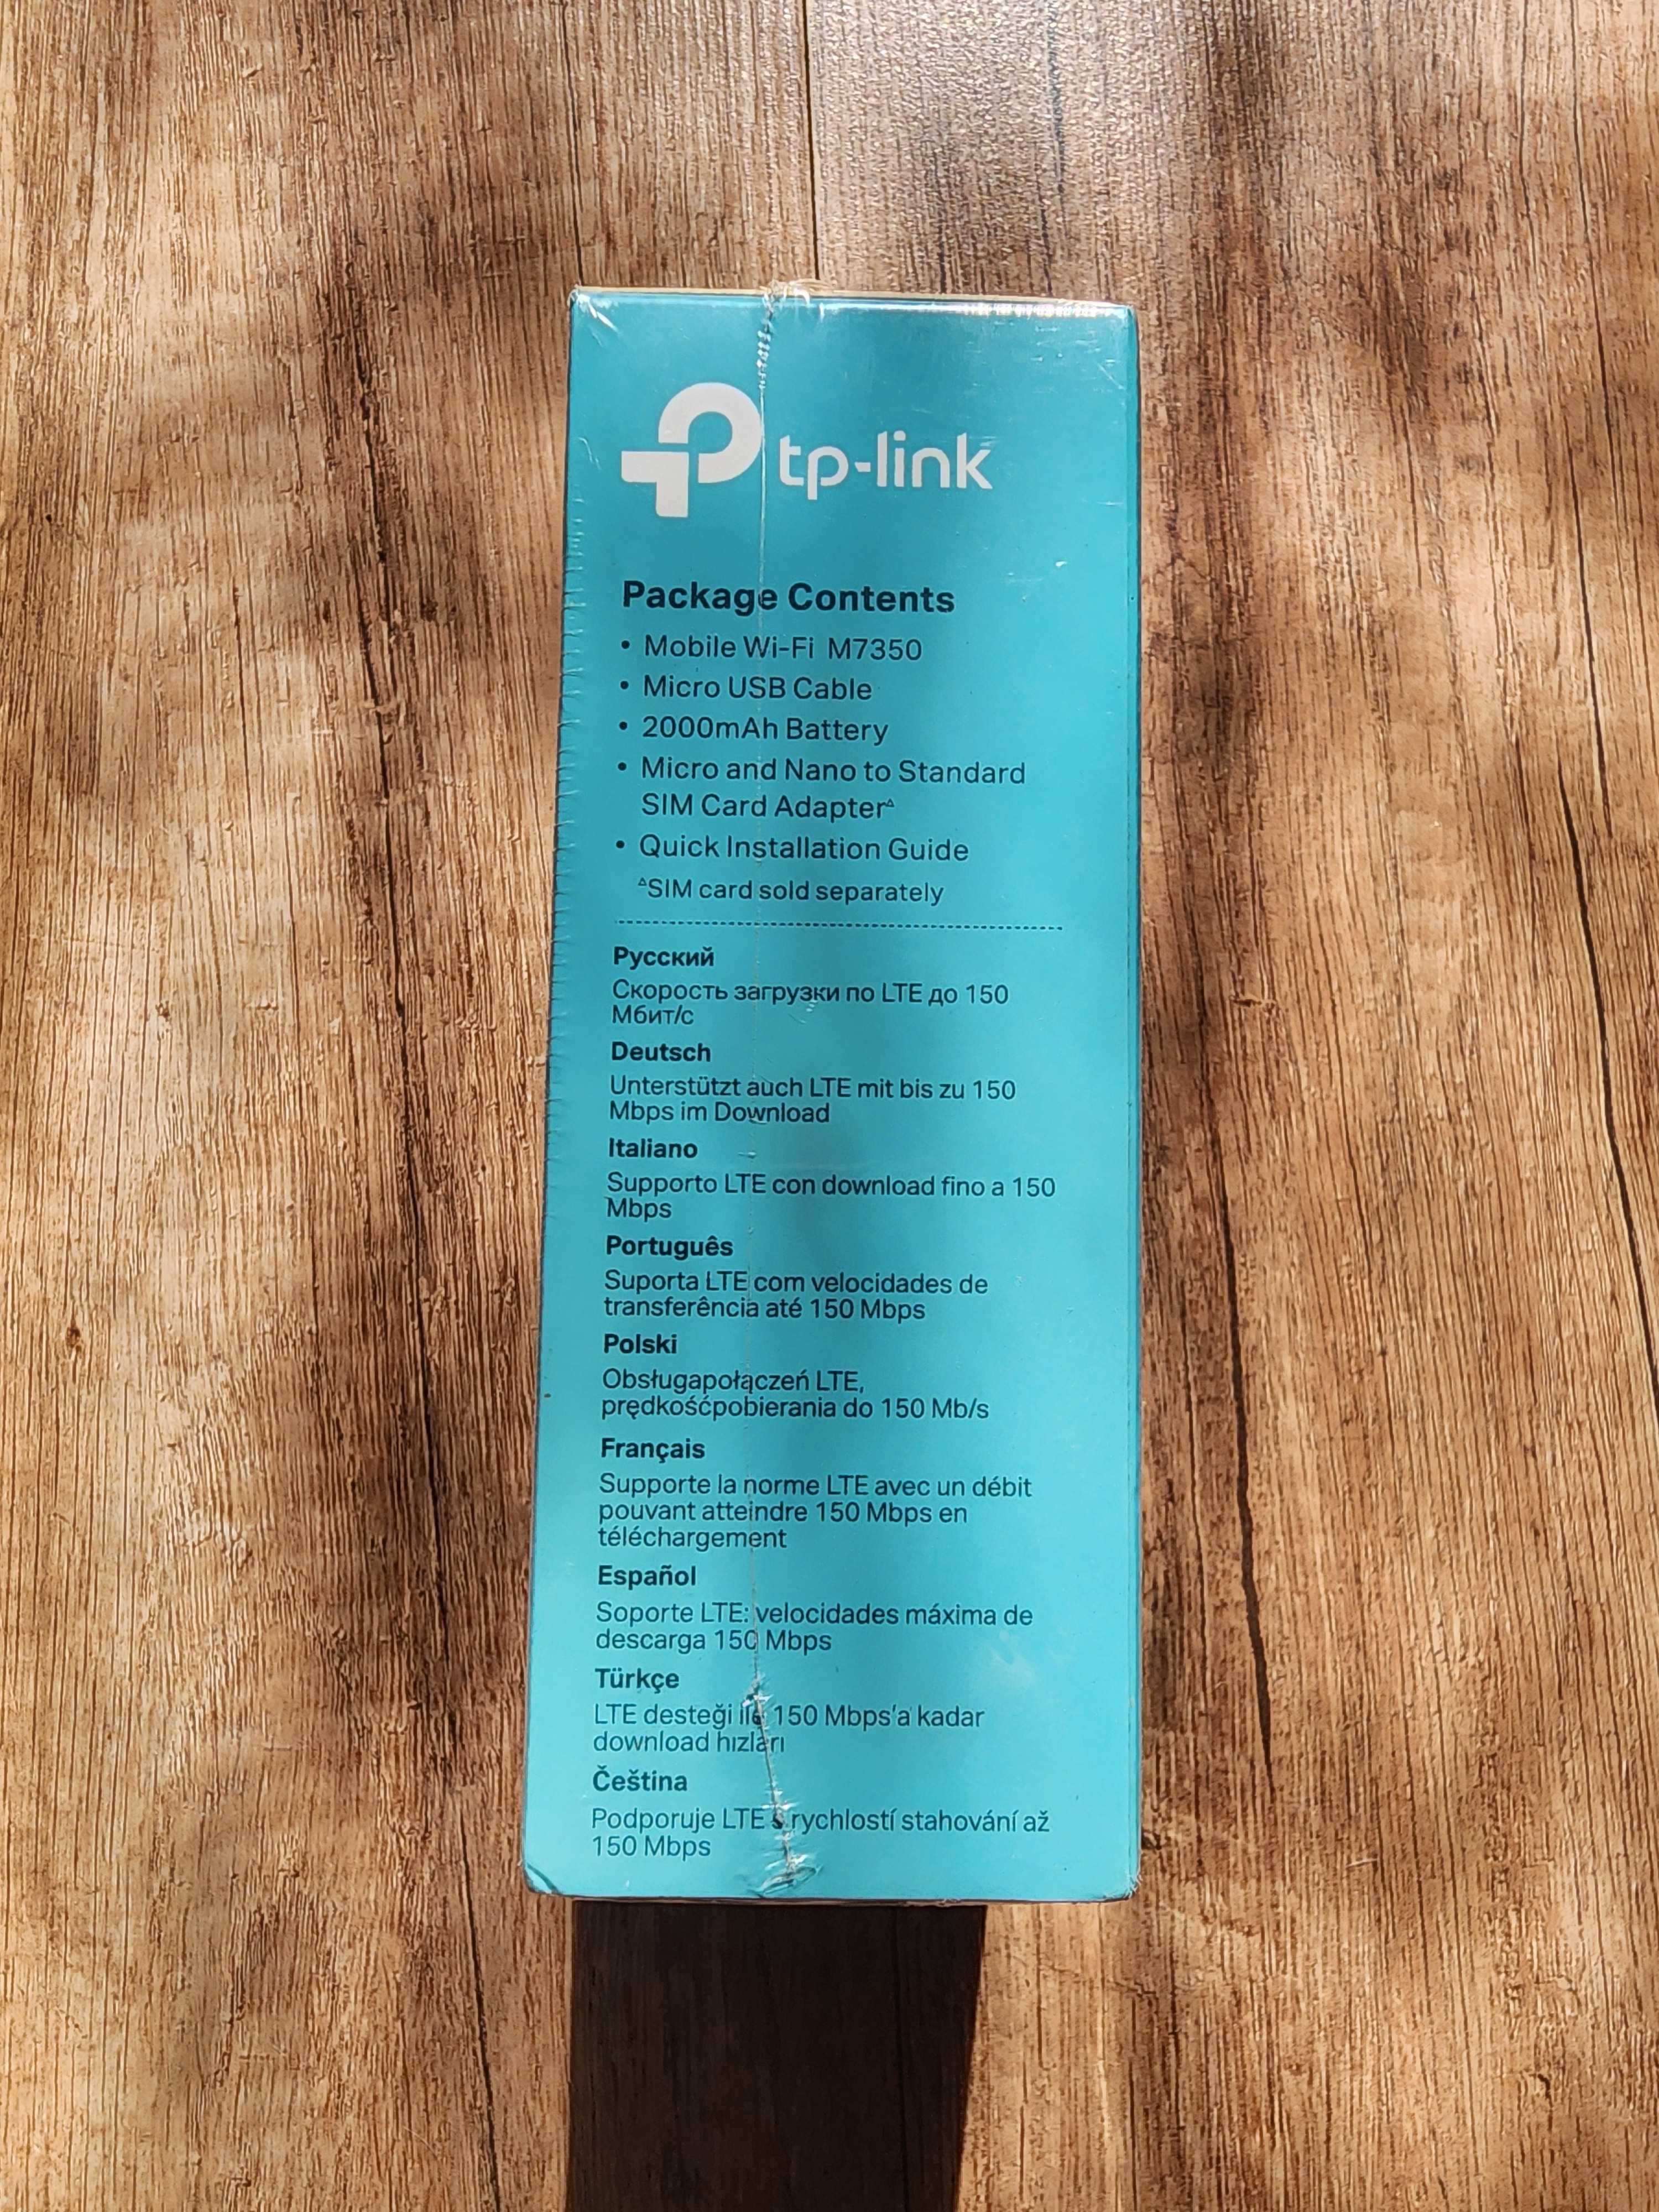 tp-link
Package Contents
• Mobile Wi-Fi M7350
• Micro USB Cable
• 2000mAh Battery
• Micro and Nano to Standard
SIM Card Adapter△
• Quick Installation Guide
△SIM card sold separately
Русский
Скорость загрузки по LTE до 150
Мбит/с
Deutsch
Unterstützt auch LTE mit bis zu 150
Mbps im Download
Italiano
Supporto LTE con download fino a 150
Mbps
Português
Suporta LTE com velocidades de
transferência até 150 Mbps
Polski
Obsługapołączeń LTE,
prędkośćpobierania do 150 Mb/s
Français
Supporte la norme LTE avec un débit
pouvant atteindre 150 Mbps en
téléchargement
Español
Soporte LTE: velocidades máxima de
descarga 150 Mbps
Türkçe
LTE desteği ile 150 Mbps'a kadar
download hızları
Čeština
Podporuje LTE s rychlostí stahování až
150 Mbps